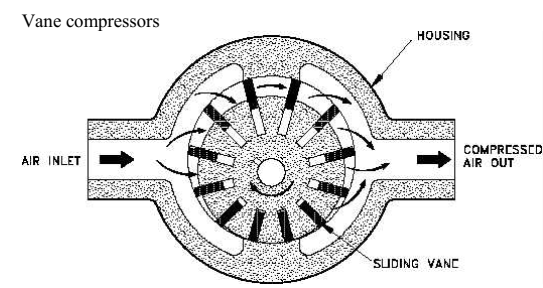 Vane compressors
HOUSING
AIR INLET
COMPRESSED
AIR OUT
SLIDING VANE